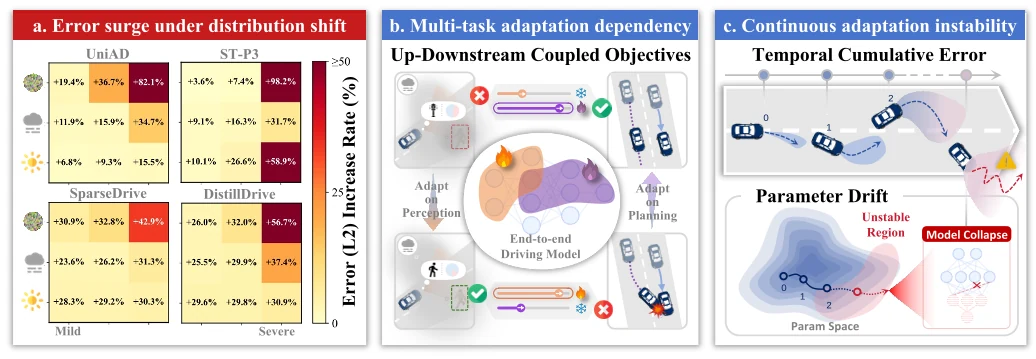 a. Error surge under distribution shift
UniAD
ST-P3
+19.4% +36.7% +82.1%
+3.6% +7.4% +98.2%
+11.9% +15.9% +34.7%
+9.1% +16.3% +31.7%
+6.8% +9.3% +15.5%
+10.1% +26.6% +58.9%
SparseDrive
DistillDrive
+30.9% +32.8% +42.9%
+26.0% +32.0% +56.7%
+23.6% +26.2% +31.3%
+25.5% +29.9% +37.4%
+28.3% +29.2% +30.3%
+29.6% +29.8% +30.9%
Mild
Severe
≥50
25
0
Error (L2) Increase Rate (%)
b. Multi-task adaptation dependency
Up-Downstream Coupled Objectives
Adapt
on
Perception
Adapt
on
Planning
End-to-end
Driving Model
c. Continuous adaptation instability
Temporal Cumulative Error
0
1
2
Parameter Drift
Unstable
Region
Model Collapse
0
1
2
Param Space